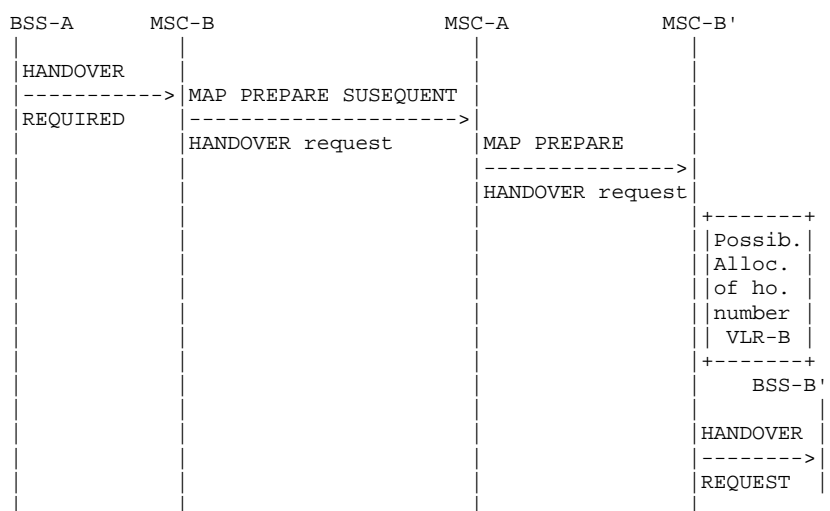 BSS-A MSC-B MSC-A MSC-B'
HANDOVER
MAP PREPARE SUSEQUENT
REQUIRED
HANDOVER request MAP PREPARE
HANDOVER request
Possib.
Alloc.
of ho.
number
VLR-B
BSS-B'
HANDOVER
REQUEST